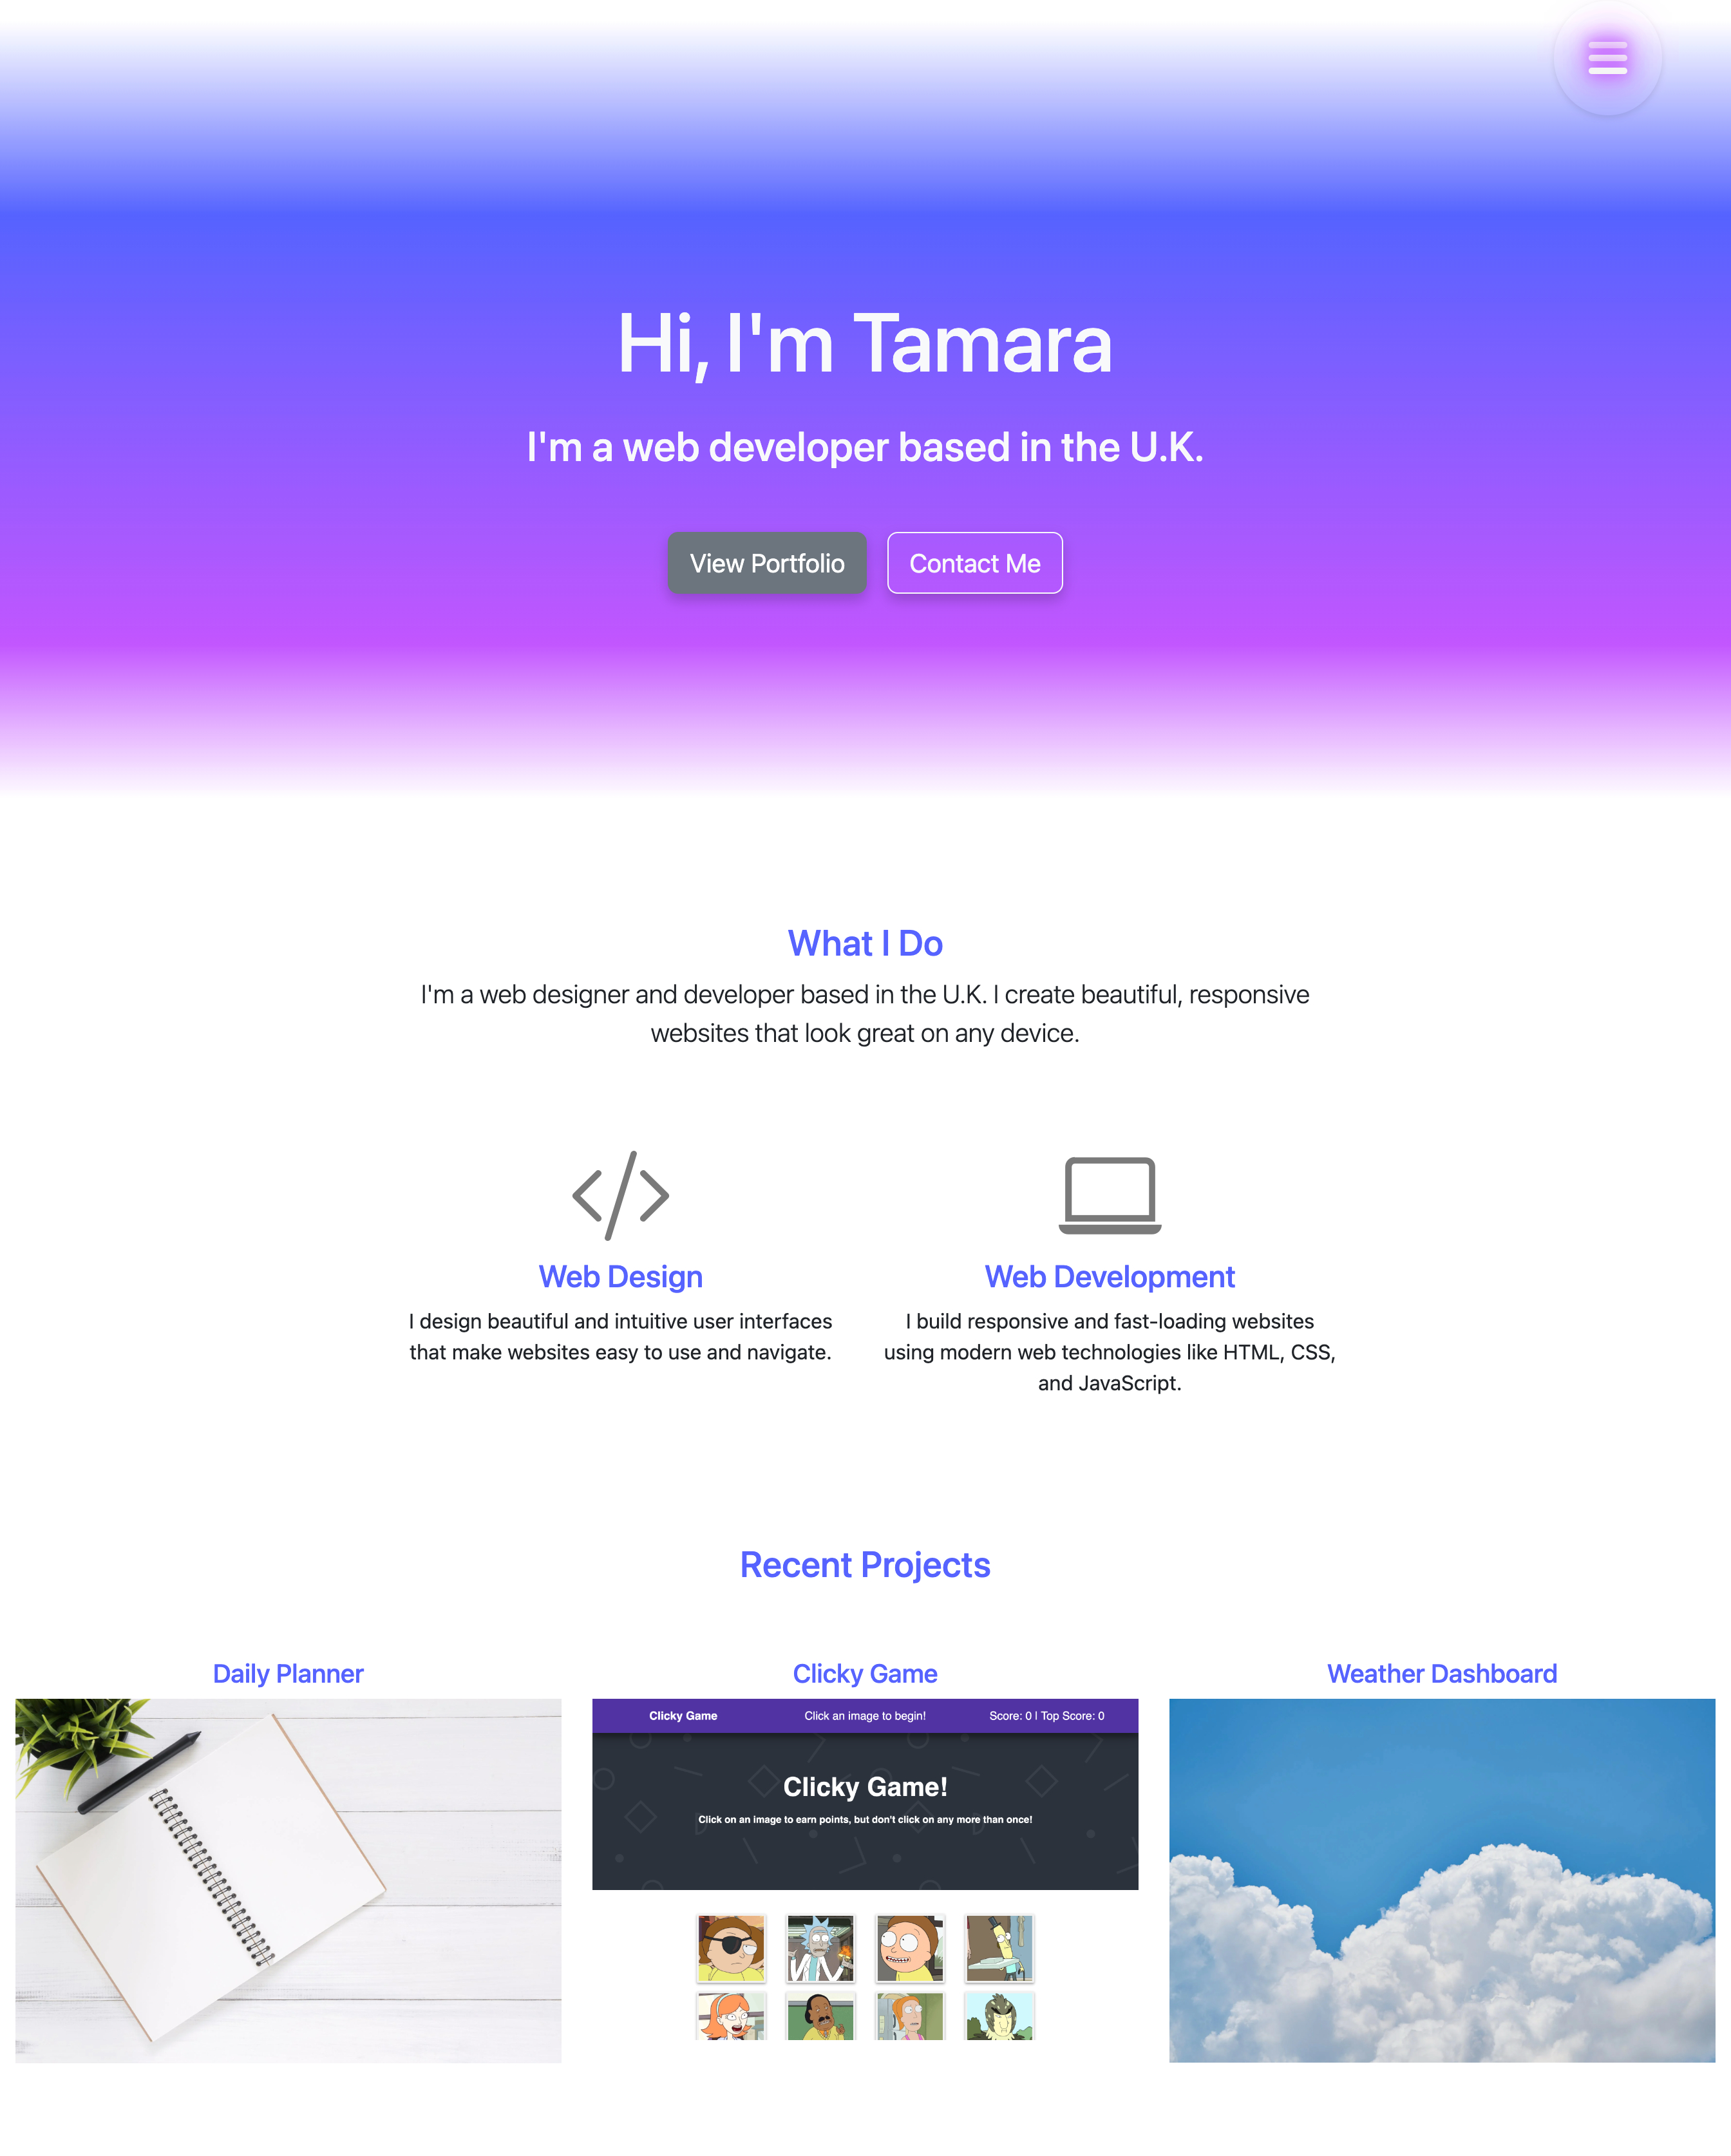 Hi, I'm Tamara
I'm a web developer based in the U.K.
View Portfolio
Contact Me
What I Do
I'm a web designer and developer based in the U.K. I create beautiful, responsive
websites that look great on any device.
Web Design
I design beautiful and intuitive user interfaces
that make websites easy to use and navigate.
Web Development
I build responsive and fast-loading websites
using modern web technologies like HTML, CSS,
and JavaScript.
Recent Projects
Daily Planner
Clicky Game
Clicky Game
Click an image to begin!
Score: 0 | Top Score: 0
Clicky Game!
Click on an image to earn points, but don't click on any more than once!
Weather Dashboard